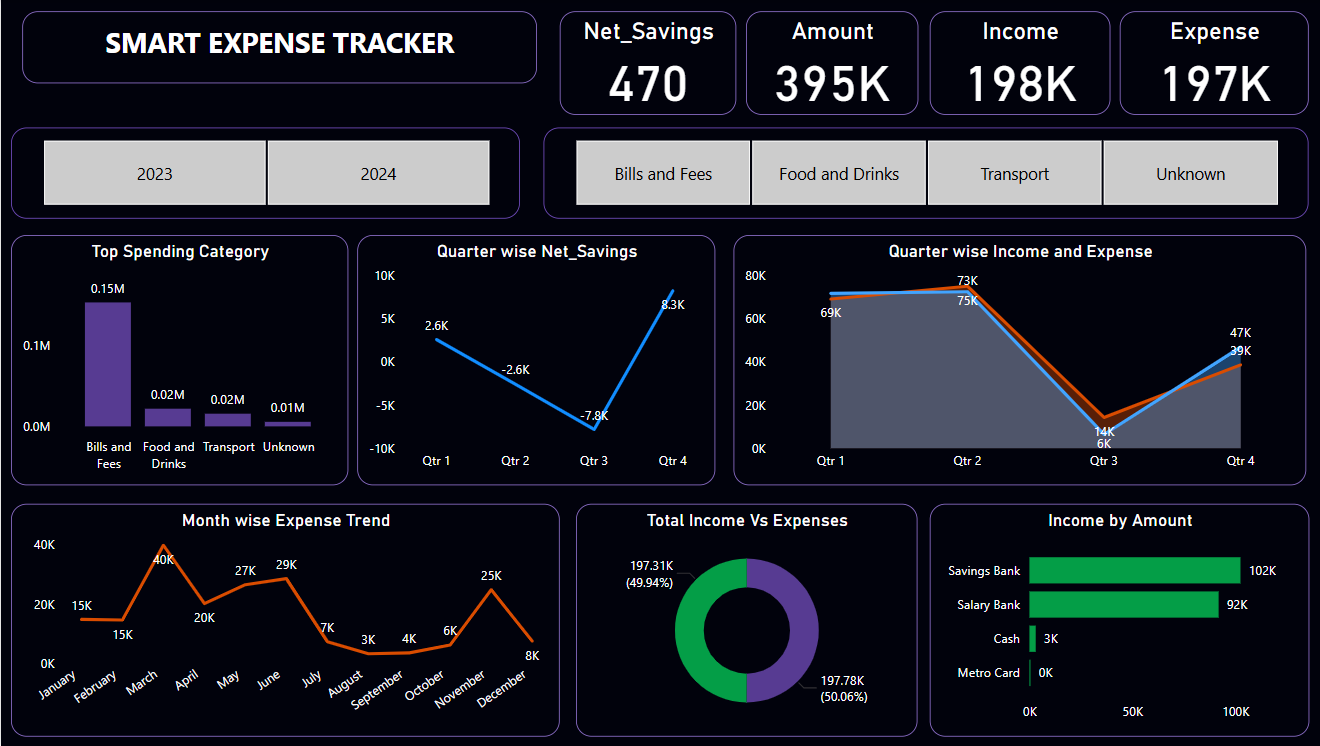 SMART EXPENSE TRACKER
Net_Savings
470
Amount
395K
Income
198K
Expense
197K
2023
2024
Bills and Fees
Food and Drinks
Transport
Unknown
Top Spending Category
0.15M
0.02M
0.02M
0.01M
0.1M
0.0M
Bills and
Fees
Food and
Drinks
Transport
Unknown
Quarter wise Net_Savings
10K
5K
0K
-5K
-10K
2.6K
-2.6K
-7.8K
8.3K
Qtr 1
Qtr 2
Qtr 3
Qtr 4
Quarter wise Income and Expense
80K
60K
40K
20K
0K
69K
73K
75K
14K
6K
47K
39K
Qtr 1
Qtr 2
Qtr 3
Qtr 4
Month wise Expense Trend
40K
20K
0K
15K
15K
40K
20K
27K
29K
7K
3K
4K
6K
25K
8K
January
February
March
April
May
June
July
August
September
October
November
December
Total Income Vs Expenses
197.31K
(49.94%)
197.78K
(50.06%)
Income by Amount
Savings Bank
102K
Salary Bank
92K
Cash
3K
Metro Card
0K
0K
50K
100K